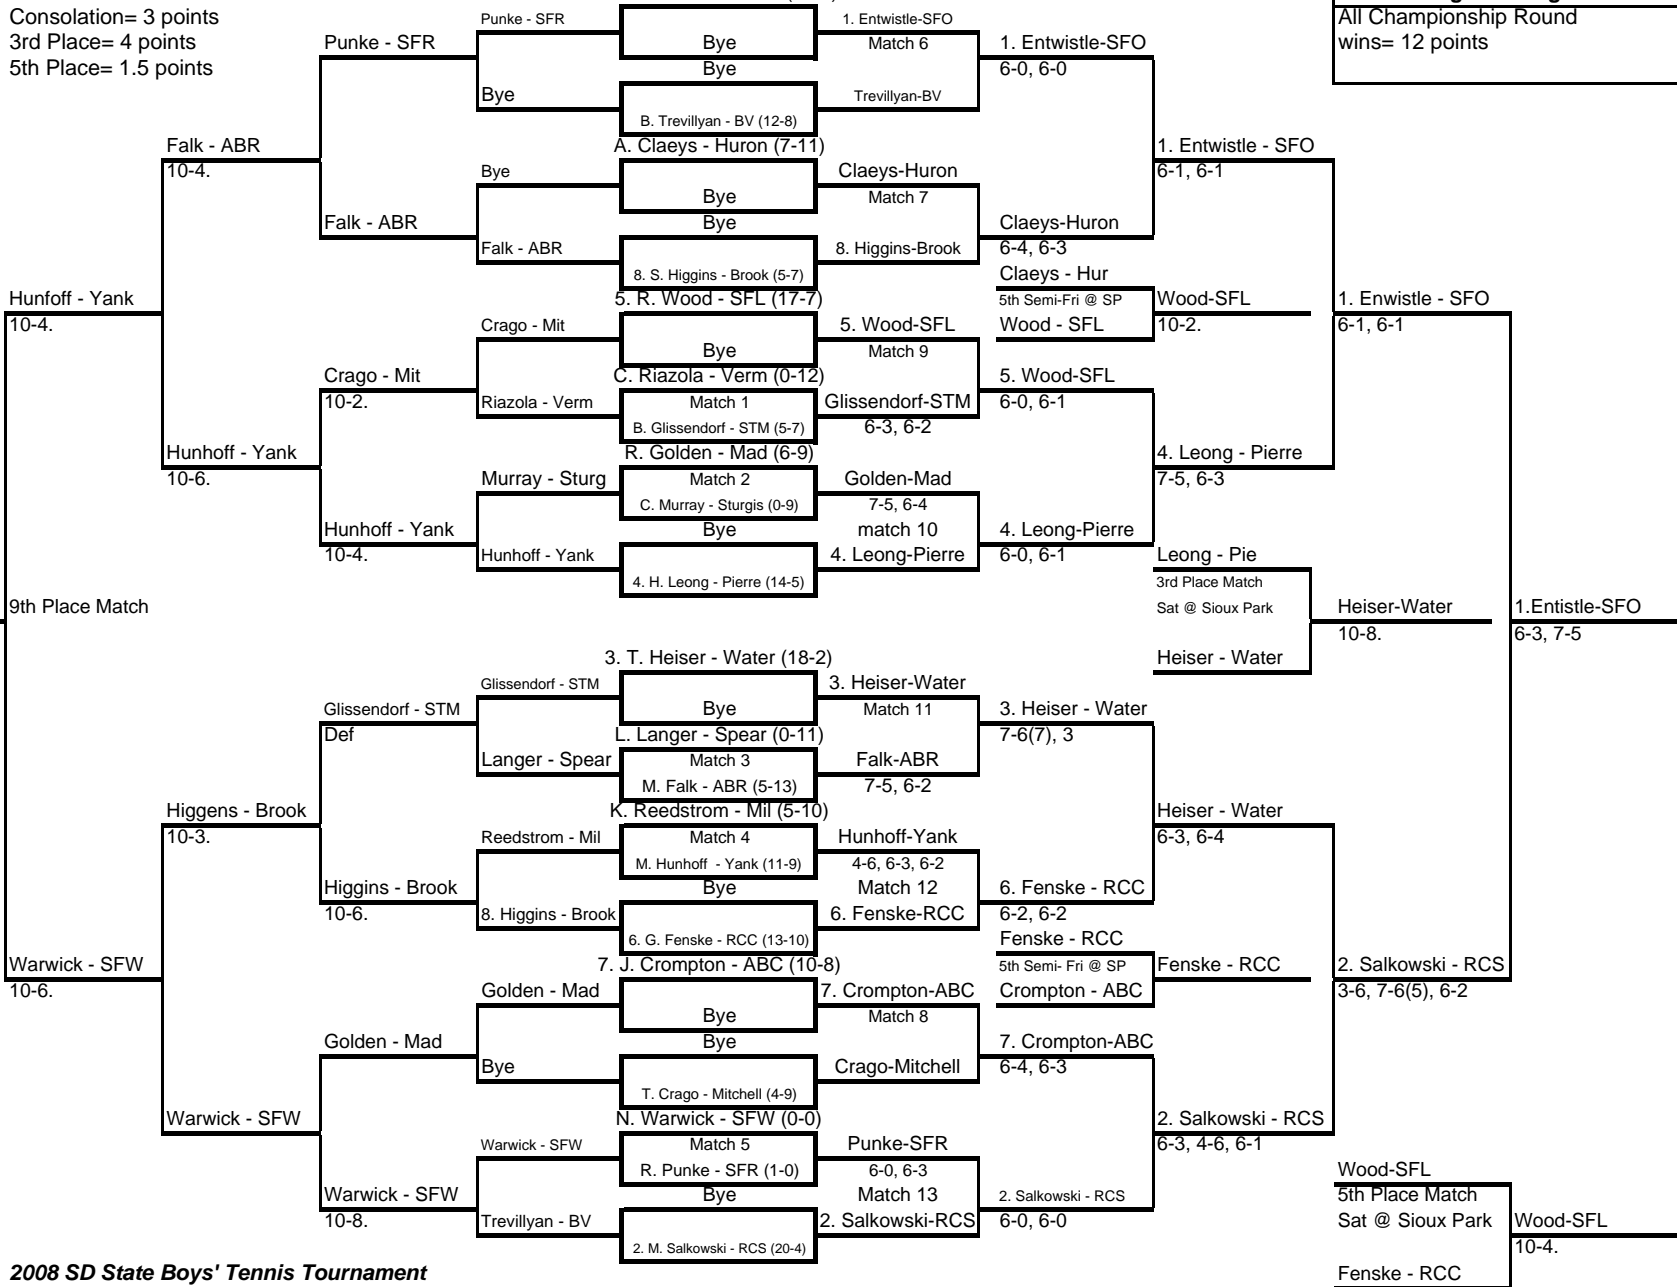 Consolation= 3 points
3rd Place= 4 points
5th Place= 1.5 points
All Championship Round
wins= 12 points
Hunfoff - Yank
10-4.
9th Place Match
Warwick - SFW
10-6.
Falk - ABR
10-4.
Hunhoff - Yank
10-6.
Higgens - Brook
10-3.
Warwick - SFW
Punke - SFR
Falk - ABR
Crago - Mit
10-2.
Hunhoff - Yank
10-4.
Glissendorf - STM
Def
Higgins - Brook
10-6.
Golden - Mad
Warwick - SFW
10-8.
Punke - SFR
Bye
Bye
Falk - ABR
Crago - Mit
Riazola - Verm
Murray - Sturg
Hunhoff - Yank
Glissendorf - STM
Langer - Spear
Reedstrom - Mil
8. Higgins - Brook
Golden - Mad
Bye
Warwick - SFW
Trevillyan - BV
Bye
Bye
B. Trevillyan - BV (12-8)
A. Claeys - Huron (7-11)
Bye
Bye
8. S. Higgins - Brook (5-7)
5. R. Wood - SFL (17-7)
Bye
C. Riazola - Verm (0-12)
Match 1
B. Glissendorf - STM (5-7)
R. Golden - Mad (6-9)
Match 2
C. Murray - Sturgis (0-9)
Bye
4. H. Leong - Pierre (14-5)
3. T. Heiser - Water (18-2)
Bye
L. Langer - Spear (0-11)
Match 3
M. Falk - ABR (5-13)
K. Reedstrom - Mil (5-10)
Match 4
M. Hunhoff - Yank (11-9)
Bye
6. G. Fenske - RCC (13-10)
7. J. Crompton - ABC (10-8)
Bye
Bye
T. Crago - Mitchell (4-9)
N. Warwick - SFW (0-0)
Match 5
R. Punke - SFR (1-0)
Bye
2. M. Salkowski - RCS (20-4)
1. Entwistle-SFO
Match 6
Trevillyan-BV
Claeys-Huron
Match 7
8. Higgins-Brook
5. Wood-SFL
Match 9
Glissendorf-STM
6-3, 6-2
Golden-Mad
7-5, 6-4
match 10
4. Leong-Pierre
3. Heiser-Water
Match 11
Falk-ABR
7-5, 6-2
Hunhoff-Yank
4-6, 6-3, 6-2
Match 12
6. Fenske-RCC
7. Crompton-ABC
Match 8
Crago-Mitchell
Punke-SFR
6-0, 6-3
Match 13
2. Salkowski-RCS
1. Entwistle-SFO
6-0, 6-0
Claeys-Huron
6-4, 6-3
Claeys - Hur
5th Semi-Fri @ SP
Wood - SFL
5. Wood-SFL
6-0, 6-1
4. Leong-Pierre
6-0, 6-1
3. Heiser - Water
7-6(7), 3
6. Fenske - RCC
6-2, 6-2
Fenske - RCC
5th Semi- Fri @ SP
Crompton - ABC
7. Crompton-ABC
6-4, 6-3
2. Salkowski - RCS
6-0, 6-0
1. Entwistle - SFO
6-1, 6-1
Wood-SFL
10-2.
4. Leong - Pierre
7-5, 6-3
Leong - Pie
3rd Place Match
Sat @ Sioux Park
Heiser - Water
Heiser - Water
6-3, 6-4
Fenske - RCC
2. Salkowski - RCS
6-3, 4-6, 6-1
1. Enwistle - SFO
6-1, 6-1
Heiser-Water
10-8.
2. Salkowski - RCS
3-6, 7-6(5), 6-2
Wood-SFL
5th Place Match
Sat @ Sioux Park
Fenske - RCC
1.Entistle-SFO
6-3, 7-5
Wood-SFL
10-4.
2008 SD State Boys' Tennis Tournament